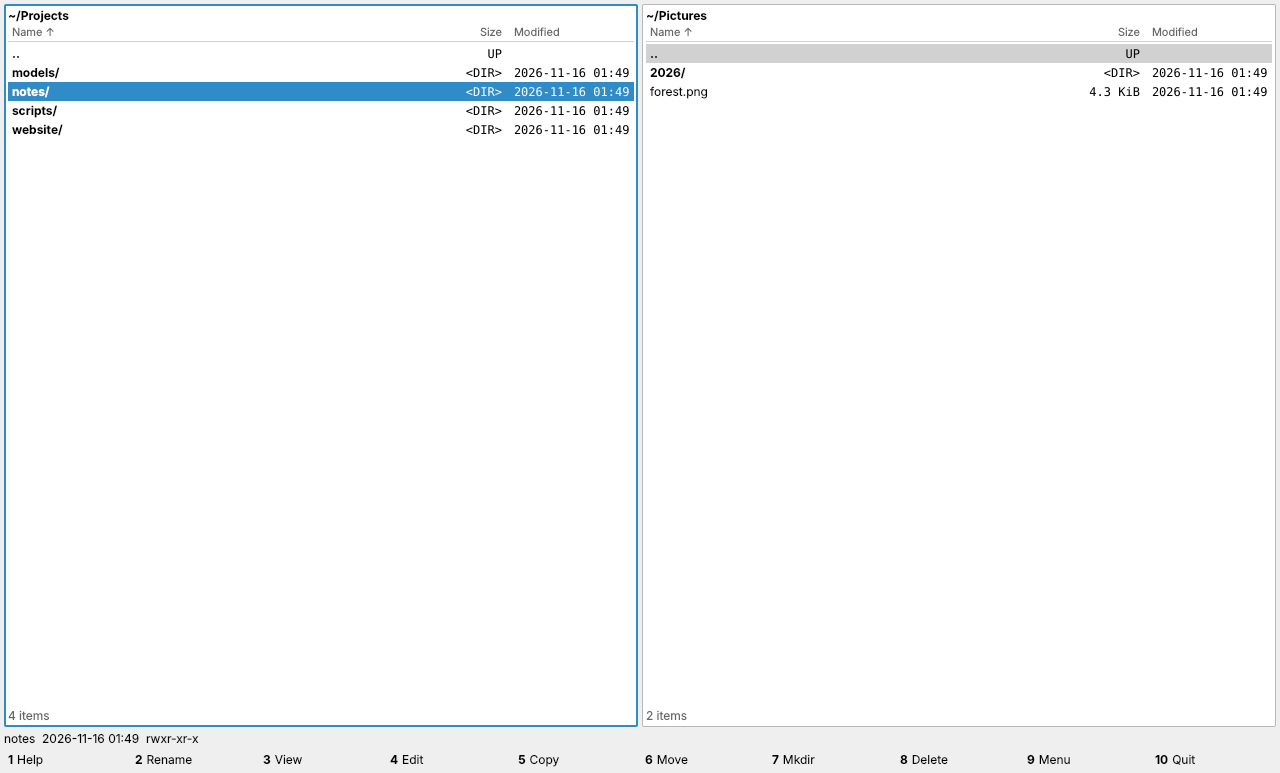 ~/Projects
Name ↑ Size Modified
.. UP
models/ <DIR> 2026-11-16 01:49
notes/ <DIR> 2026-11-16 01:49
scripts/ <DIR> 2026-11-16 01:49
website/ <DIR> 2026-11-16 01:49
4 items
~/Pictures
Name ↑ Size Modified
.. UP
2026/ <DIR> 2026-11-16 01:49
forest.png 4.3 KiB 2026-11-16 01:49
2 items
notes 2026-11-16 01:49 rwxr-xr-x
1 Help 2 Rename 3 View 4 Edit 5 Copy 6 Move 7 Mkdir 8 Delete 9 Menu 10 Quit